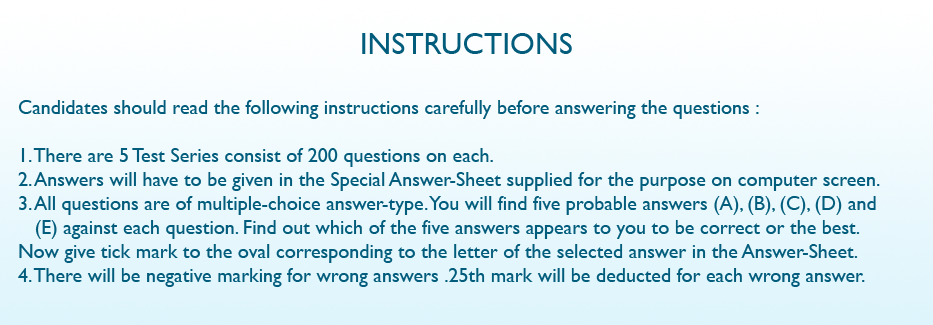 INSTRUCTIONS
Candidates should read the following instructions carefully before answering the questions :
1. There are 5 Test Series consist of 200 questions on each.
2. Answers will have to be given in the Special Answer-Sheet supplied for the purpose on computer screen.
3. All questions are of multiple-choice answer-type. You will find five probable answers (A), (B), (C), (D) and
(E) against each question. Find out which of the five answers appears to you to be correct or the best.
Now give tick mark to the oval corresponding to the letter of the selected answer in the Answer-Sheet.
4. There will be negative marking for wrong answers .25th mark will be deducted for each wrong answer.